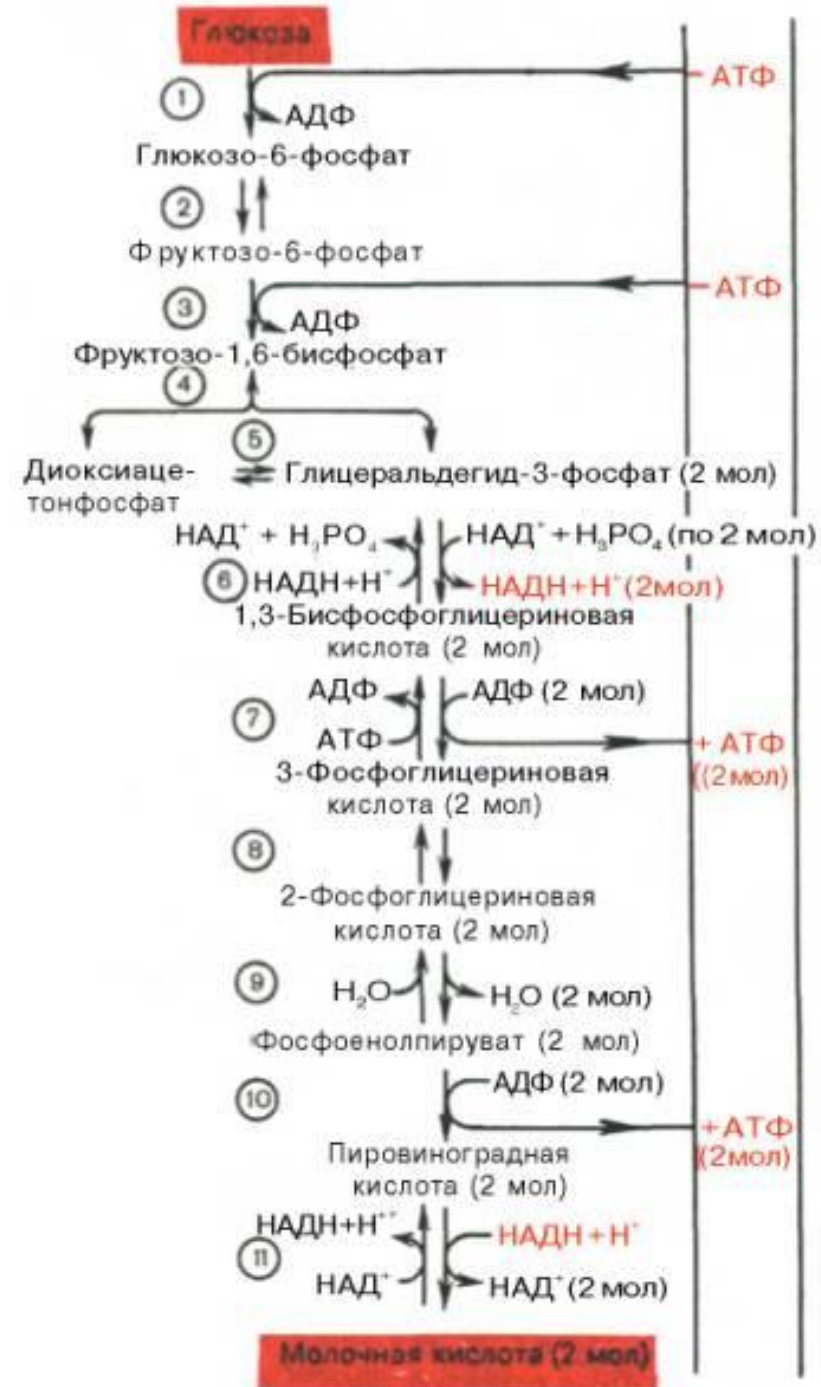 Глюкоза
- АТФ
1
АДФ
Глюкозо-6-фосфат
2
Фруктозо-6-фосфат
- АТФ
3
АДФ
Фруктозо-1,6-бисфосфат
4
5
Диоксиаце-
тонфосфат
Глицеральдегид-3-фосфат (2 мол)
НАД⁺ + H₃PO₄
НАД⁺ + H₃PO₄ (по 2 мол)
6
НАДН+Н⁺
НАДН+Н⁺ (2мол)
1,3-Бисфосфоглицериновая
кислота (2 мол)
АДФ
АДФ (2 мол)
7
АТФ
+ АТФ
((2мол)
3-Фосфоглицериновая
кислота (2 мол)
8
2-Фосфоглицериновая
кислота (2 мол)
9
H₂O
H₂O (2 мол)
Фосфоенолпируват (2 мол)
АДФ (2 мол)
10
+АТФ
(2мол)
Пировиноградная
кислота (2 мол)
НАДН+Н⁺⁺
НАДН+Н⁺
11
НАД⁺
НАД⁺ (2 мол)
Молочная кислота (2 мол)